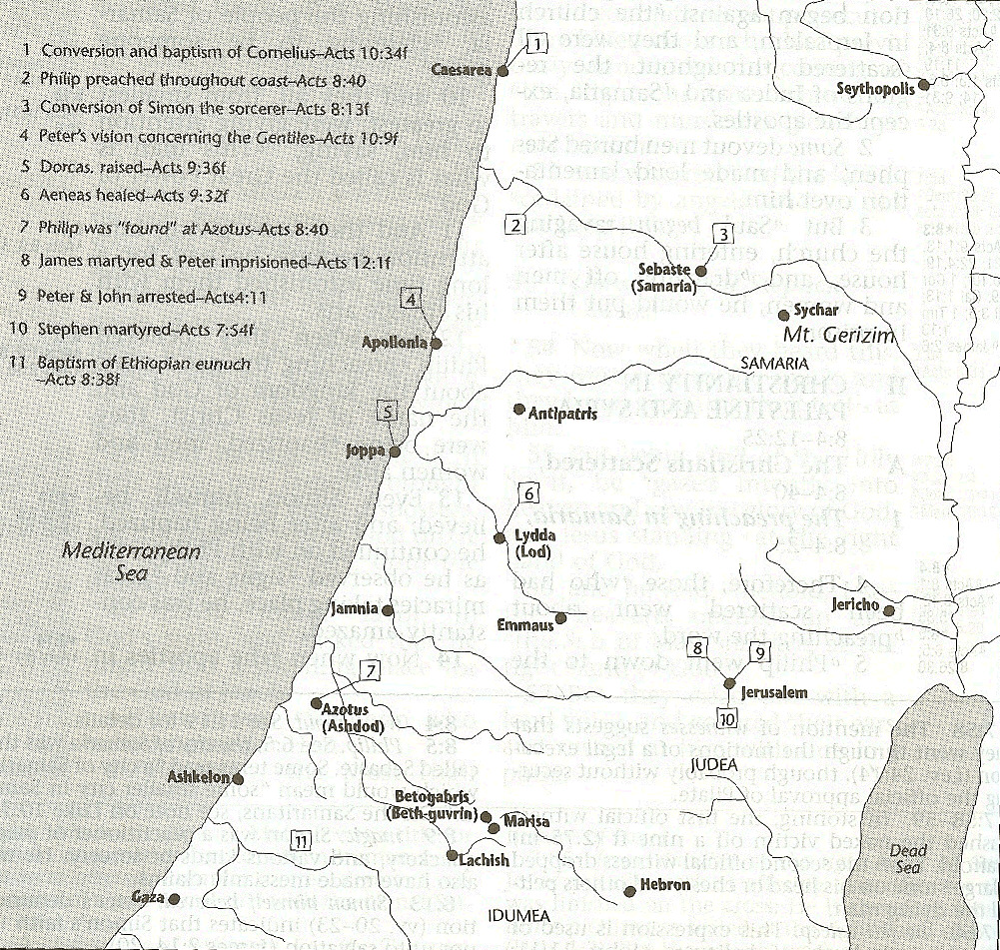 1 Conversion and baptism of Cornelius–Acts 10:34f
2 Philip preached throughout coast–Acts 8:40
3 Conversion of Simon the sorcerer–Acts 8:13f
4 Peter's vision concerning the Gentiles–Acts 10:9f
5 Dorcas. raised–Acts 9:36f
6 Aeneas healed–Acts 9:32f
7 Philip was "found" at Azotus–Acts 8:40
8 James martyred & Peter imprisioned–Acts 12:1f
9 Peter & John arrested–Acts4:11
10 Stephen martyred–Acts 7:54f
11 Baptism of Ethiopian eunuch
–Acts 8:38f
1
Caesarea
Seythopolis
2
3
Sebaste
(Samaria)
4
Sychar
Mt. Gerizim
Apollonia
SAMARIA
5
Antipatris
Joppa
6
Lydda
(Lod)
Mediterranean
Sea
Jamnia
Emmaus
Jericho
8
9
7
Jerusalem
10
Azotus
(Ashdod)
JUDEA
Ashkelon
Betogabris
(Beth-guvrin)
Marisa
11
Lachish
Dead
Sea
Hebron
Gaza
IDUMEA